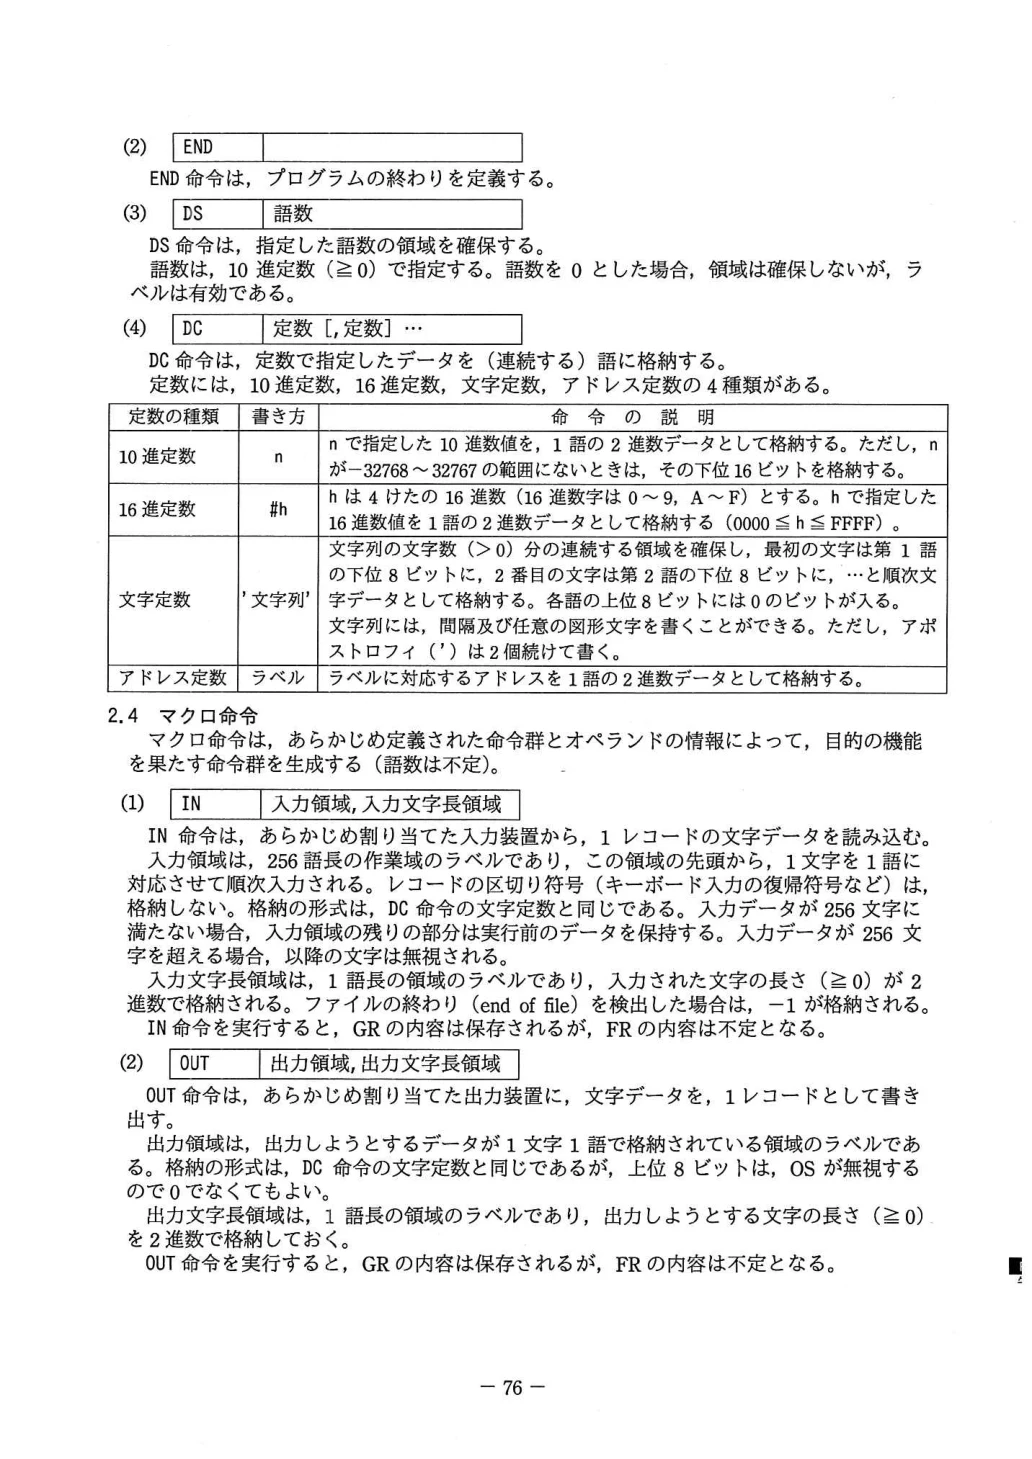 (2) END
END 命令は，プログラムの終わりを定義する。
(3) DS 語数
DS 命令は，指定した語数の領域を確保する。
語数は，10 進定数（≧0）で指定する。語数を 0 とした場合，領域は確保しないが，ラ
ベルは有効である。
(4) DC 定数［,定数］…
DC 命令は，定数で指定したデータを（連続する）語に格納する。
定数には，10 進定数，16 進定数，文字定数，アドレス定数の 4 種類がある。
定数の種類 書き方 命 令 の 説 明
10 進定数 n n で指定した 10 進数値を，1 語の 2 進数データとして格納する。ただし，n
が－32768～32767 の範囲にないときは，その下位 16 ビットを格納する。
16 進定数 #h h は 4 けたの 16 進数（16 進数字は 0～9，A～F）とする。h で指定した
16 進数値を 1 語の 2 進数データとして格納する（0000≦h≦FFFF）。
文字定数 '文字列' 文字列の文字数（＞0）分の連続する領域を確保し，最初の文字は第 1 語
の下位 8 ビットに，2 番目の文字は第 2 語の下位 8 ビットに，…と順次文
字データとして格納する。各語の上位 8 ビットには 0 のビットが入る。
文字列には，間隔及び任意の図形文字を書くことができる。ただし，アポ
ストロフィ（'）は 2 個続けて書く。
アドレス定数 ラベル ラベルに対応するアドレスを 1 語の 2 進数データとして格納する。
2.4 マクロ命令
マクロ命令は，あらかじめ定義された命令群とオペランドの情報によって，目的の機能
を果たす命令群を生成する（語数は不定）。
(1) IN 入力領域,入力文字長領域
IN 命令は，あらかじめ割り当てた入力装置から，1 レコードの文字データを読み込む。
入力領域は，256 語長の作業域のラベルであり，この領域の先頭から，1 文字を 1 語に
対応させて順次入力される。レコードの区切り符号（キーボード入力の復帰符号など）は，
格納しない。格納の形式は，DC 命令の文字定数と同じである。入力データが 256 文字に
満たない場合，入力領域の残りの部分は実行前のデータを保持する。入力データが 256 文
字を超える場合，以降の文字は無視される。
入力文字長領域は，1 語長の領域のラベルであり，入力された文字の長さ（≧0）が 2
進数で格納される。ファイルの終わり（end of file）を検出した場合は，－1 が格納される。
IN 命令を実行すると，GR の内容は保存されるが，FR の内容は不定となる。
(2) OUT 出力領域,出力文字長領域
OUT 命令は，あらかじめ割り当てた出力装置に，文字データを，1 レコードとして書き
出す。
出力領域は，出力しようとするデータが 1 文字 1 語で格納されている領域のラベルであ
る。格納の形式は，DC 命令の文字定数と同じであるが，上位 8 ビットは，OS が無視する
ので 0 でなくてもよい。
出力文字長領域は，1 語長の領域のラベルであり，出力しようとする文字の長さ（≧0）
を 2 進数で格納しておく。
OUT 命令を実行すると，GR の内容は保存されるが，FR の内容は不定となる。
－ 76 －